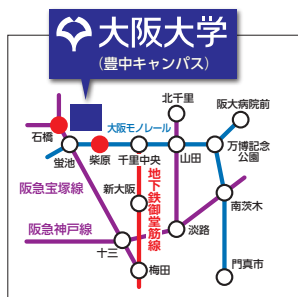 大阪大学
(豊中キャンパス)
北千里
阪大病院前
石橋
大阪モノレール
蛍池
柴原
千里中央
山田
万博記念
公園
阪急宝塚線
新大阪
地下鉄御堂筋線
南茨木
阪急神戸線
淡路
十三
梅田
門真市